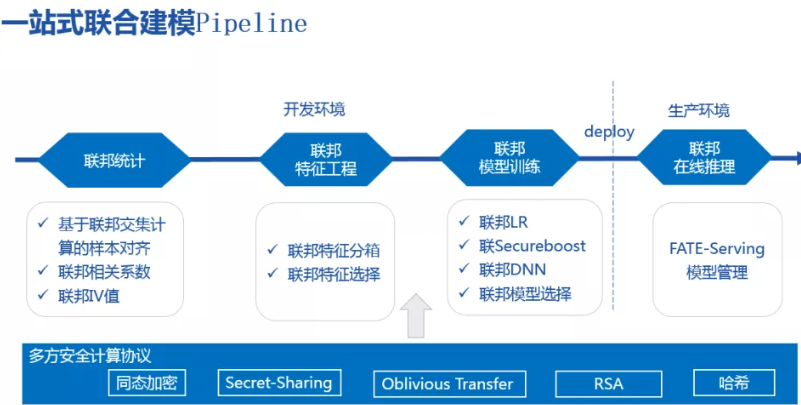 一站式联合建模Pipeline
开发环境
生产环境
deploy
联邦统计
联邦
特征工程
联邦
模型训练
联邦
在线推理
✓ 基于联邦交集计
算的样本对齐
✓ 联邦相关系数
✓ 联邦IV值
✓ 联邦特征分箱
✓ 联邦特征选择
✓ 联邦LR
✓ 联Secureboost
✓ 联邦DNN
✓ 联邦模型选择
FATE-Serving
模型管理
多方安全计算协议
同态加密
Secret-Sharing
Oblivious Transfer
RSA
哈希